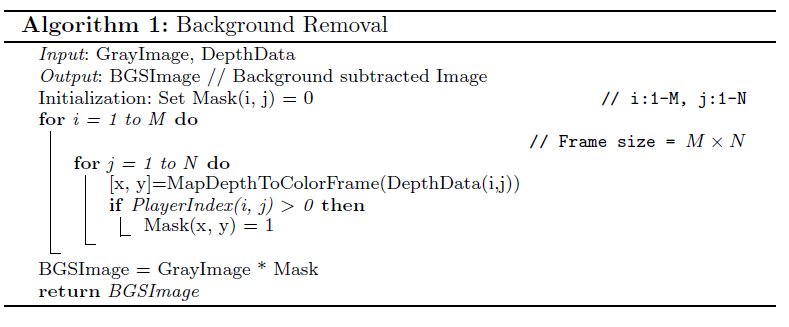 Algorithm 1: Background Removal
Input: GrayImage, DepthData
Output: BGSImage // Background subtracted Image
Initialization: Set Mask(i, j) = 0 // i:1-M, j:1-N
for i = 1 to M do
// Frame size = M × N
for j = 1 to N do
[x, y]=MapDepthToColorFrame(DepthData(i,j))
if PlayerIndex(i, j) > 0 then
Mask(x, y) = 1
BGSImage = GrayImage * Mask
return BGSImage